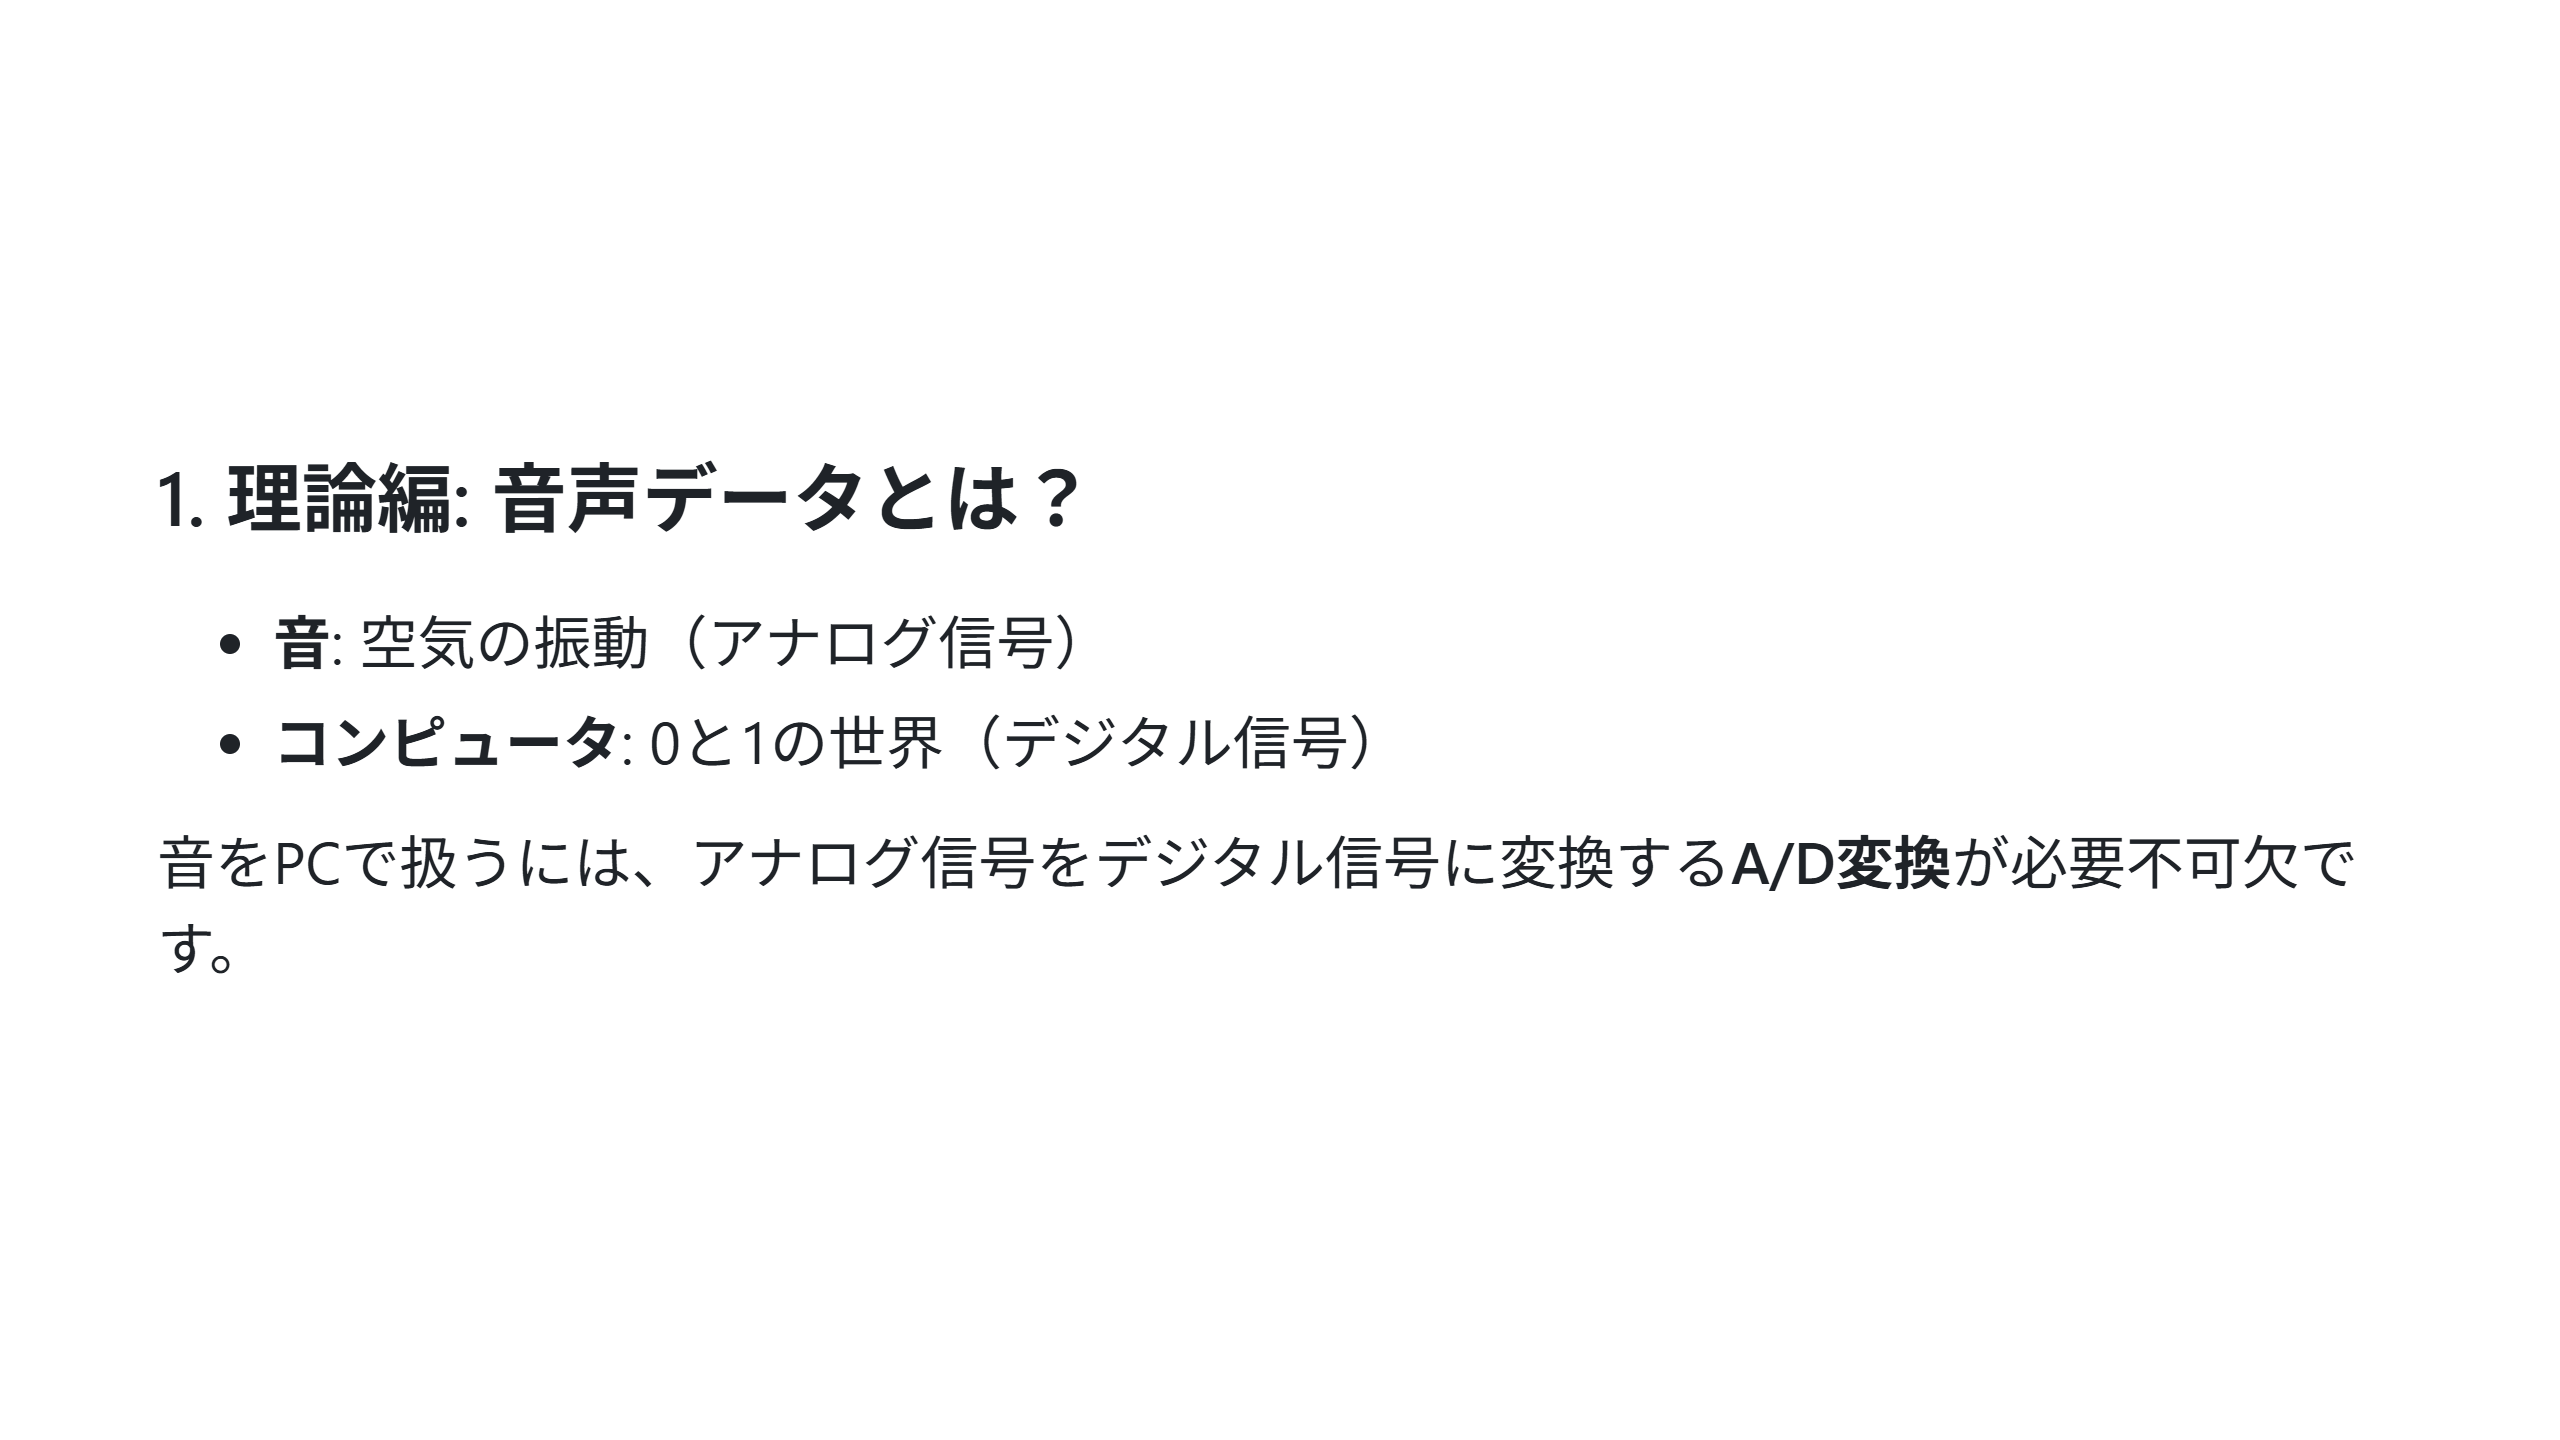 1. 理論編: 音声データとは？
• 音: 空気の振動（アナログ信号）
• コンピュータ: 0と1の世界（デジタル信号）
音をPCで扱うには、アナログ信号をデジタル信号に変換するA/D変換が必要不可欠で
す。